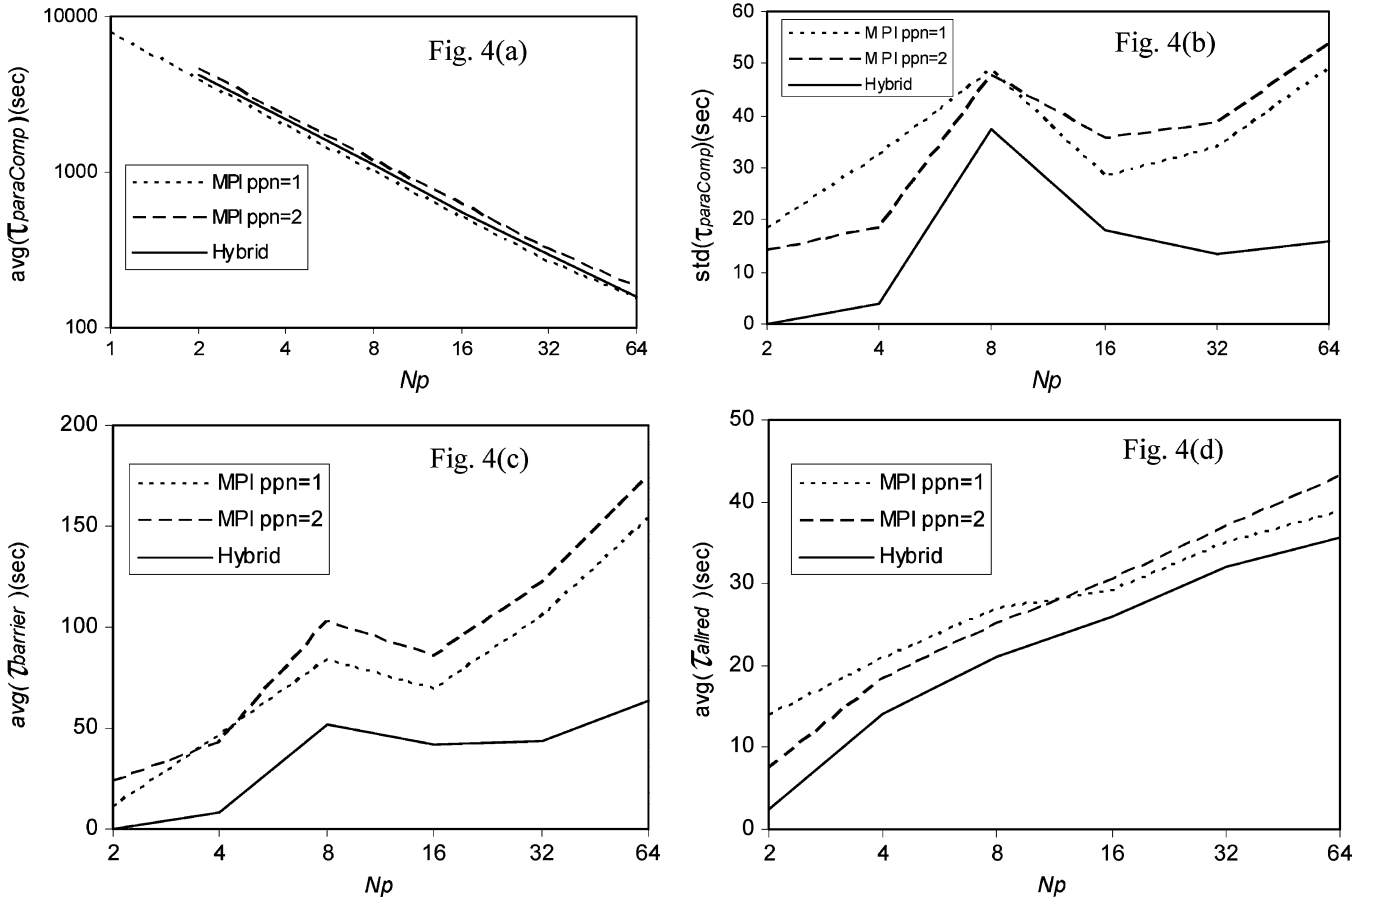 Fig. 4(a)
avg(τparaComp)(sec)
10000
1000
100
MPI ppn=1
MPI ppn=2
Hybrid
1 2 4 8 16 32 64
Np
Fig. 4(b)
std(τparaComp)(sec)
60
50
40
30
20
10
0
MPI ppn=1
MPI ppn=2
Hybrid
2 4 8 16 32 64
Np
Fig. 4(c)
avg(τbarrier)(sec)
200
150
100
50
0
MPI ppn=1
MPI ppn=2
Hybrid
2 4 8 16 32 64
Np
Fig. 4(d)
avg(τallred)(sec)
50
40
30
20
10
0
MPI ppn=1
MPI ppn=2
Hybrid
2 4 8 16 32 64
Np